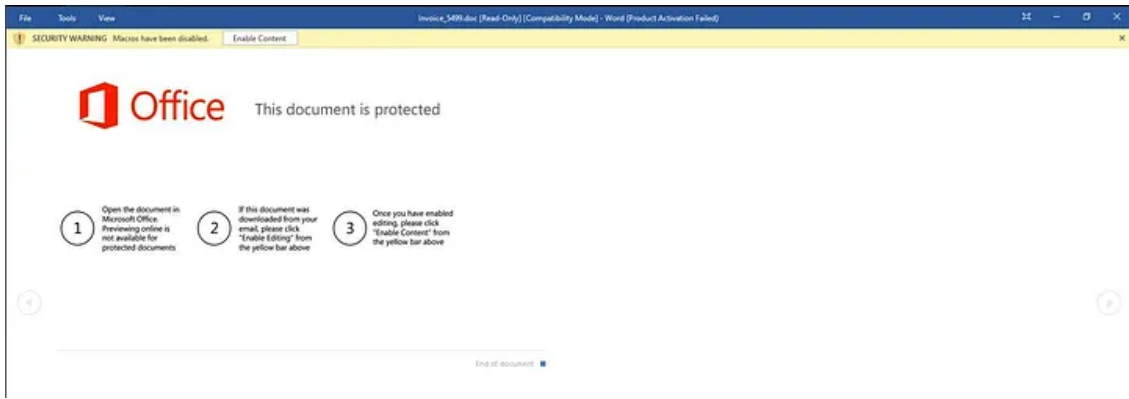 File Tools View Invoice_5499.doc [Read-Only] [Compatibility Mode] - Word (Product Activation Failed)
SECURITY WARNING Macros have been disabled. Enable Content
Office This document is protected
1
Open the document in
Microsoft Office.
Previewing online is
not available for
protected documents
2
If this document was
downloaded from your
email, please click
"Enable Editing" from
the yellow bar above
3
Once you have enabled
editing, please click
"Enable Content" from
the yellow bar above
End of document